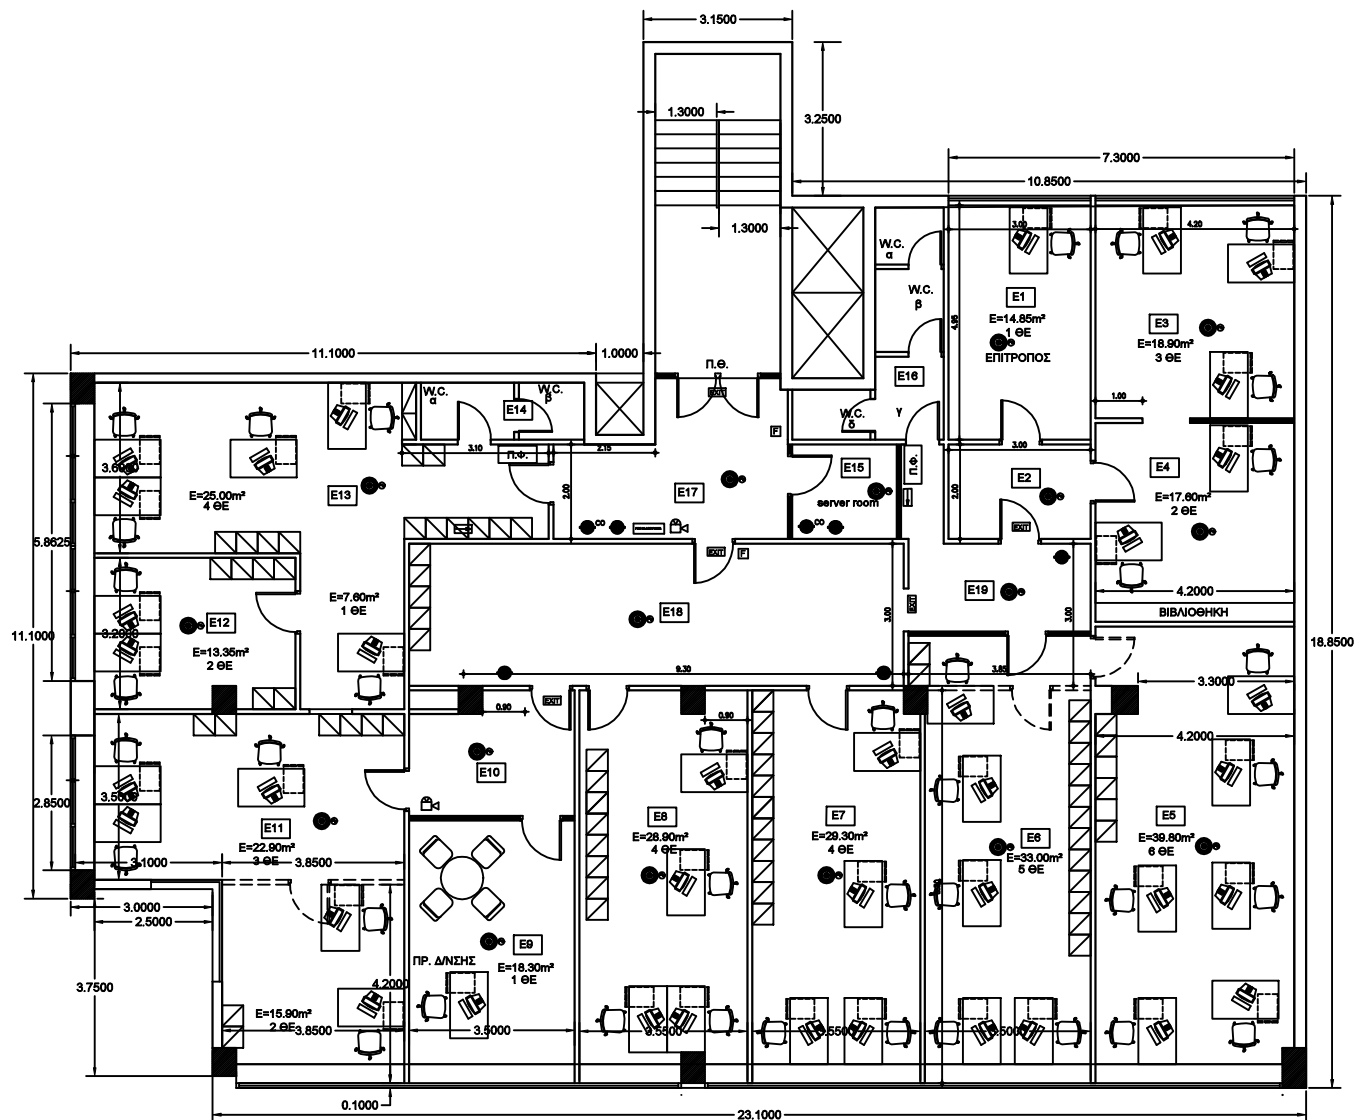 3.1500
1.3000
3.2500
7.3000
10.8500
1.3000
3.00
4.20
W.C.
α
W.C.
β
E1
E=14.85m²
1 ΘΕ
ΕΠΙΤΡΟΠΟΣ
4.95
E3
E=18.90m²
3 ΘΕ
11.1000
1.0000
Π.Θ.
EXIT
E16
W.C.
α
E14
W.C.
β
W.C.
δ
γ
1.00
F
3.10
Π.Φ.
2.15
3.00
E13
E=25.00m²
4 ΘΕ
2.00
E17
E15
server room
Π.Φ.
E2
2.00
E4
E=17.60m²
2 ΘΕ
CO
CO
EXIT
EXIT
F
5.8625
E12
E=13.35m²
2 ΘΕ
E=7.60m²
1 ΘΕ
E18
3.00
EXIT
E19
3.00
4.2000
ΒΙΒΛΙΟΘΗΚΗ
11.1000
18.8500
9.30
3.85
3.3000
EXIT
0.90
0.90
4.2000
E10
2.8500
E11
E=22.90m²
3 ΘΕ
E8
E=28.90m²
4 ΘΕ
E7
E=29.30m²
4 ΘΕ
E6
E=33.00m²
5 ΘΕ
E5
E=39.80m²
6 ΘΕ
3.1000
3.8500
3.0000
2.5000
E9
ΠΡ. Δ/ΝΣΗΣ
E=18.30m²
1 ΘΕ
3.7500
4.2000
E=15.90m²
2 ΘΕ
3.8500
3.5000
0.1000
23.1000